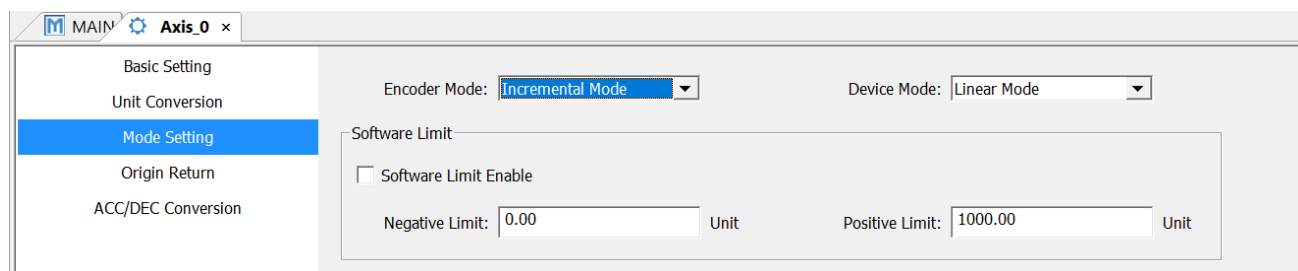 MAIN Axis_0 ×
Basic Setting
Unit Conversion
Mode Setting
Origin Return
ACC/DEC Conversion
Encoder Mode: Incremental Mode Device Mode: Linear Mode
Software Limit
Software Limit Enable
Negative Limit: 0.00 Unit Positive Limit: 1000.00 Unit